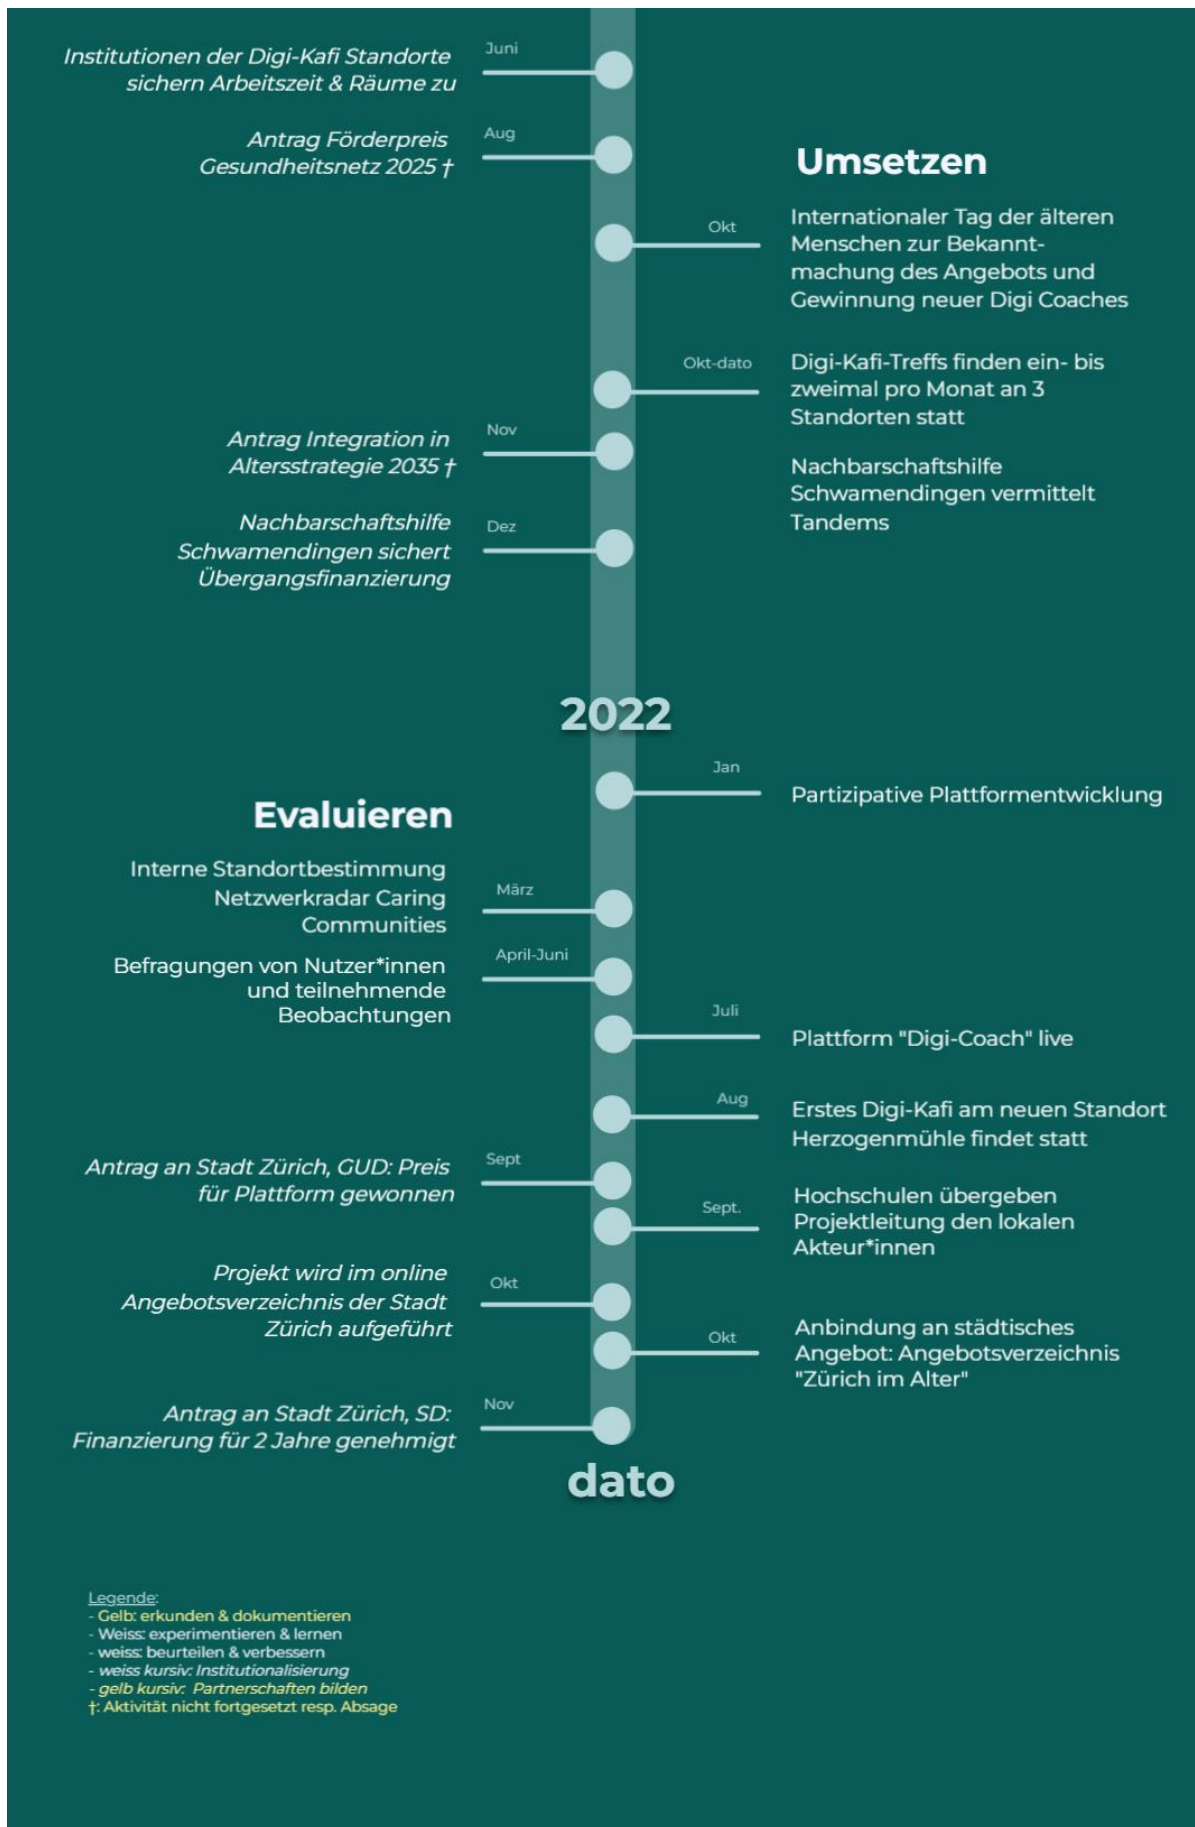 Juni
Institutionen der Digi-Kafi Standorte
sichern Arbeitszeit & Räume zu
Aug
Antrag Förderpreis
Gesundheitsnetz 2025 †
Umsetzen
Okt
Internationaler Tag der älteren
Menschen zur Bekannt-
machung des Angebots und
Gewinnung neuer Digi Coaches
Okt-dato
Digi-Kafi-Treffs finden ein- bis
zweimal pro Monat an 3
Standorten statt
Nachbarschaftshilfe
Schwamendingen vermittelt
Tandems
Nov
Antrag Integration in
Altersstrategie 2035 †
Dez
Nachbarschaftshilfe
Schwamendingen sichert
Übergangsfinanzierung
2022
Jan
Partizipative Plattformentwicklung
Evaluieren
März
Interne Standortbestimmung
Netzwerkradar Caring
Communities
April-Juni
Befragungen von Nutzer*innen
und teilnehmende
Beobachtungen
Juli
Plattform "Digi-Coach" live
Aug
Erstes Digi-Kafi am neuen Standort
Herzogenmühle findet statt
Sept
Antrag an Stadt Zürich, GUD: Preis
für Plattform gewonnen
Sept.
Hochschulen übergeben
Projektleitung den lokalen
Akteur*innen
Okt
Projekt wird im online
Angebotsverzeichnis der Stadt
Zürich aufgeführt
Okt
Anbindung an städtisches
Angebot: Angebotsverzeichnis
"Zürich im Alter"
Nov
Antrag an Stadt Zürich, SD:
Finanzierung für 2 Jahre genehmigt
dato
Legende:
- Gelb: erkunden & dokumentieren
- Weiss: experimentieren & lernen
- weiss: beurteilen & verbessern
- weiss kursiv: Institutionalisierung
- gelb kursiv: Partnerschaften bilden
†: Aktivität nicht fortgesetzt resp. Absage